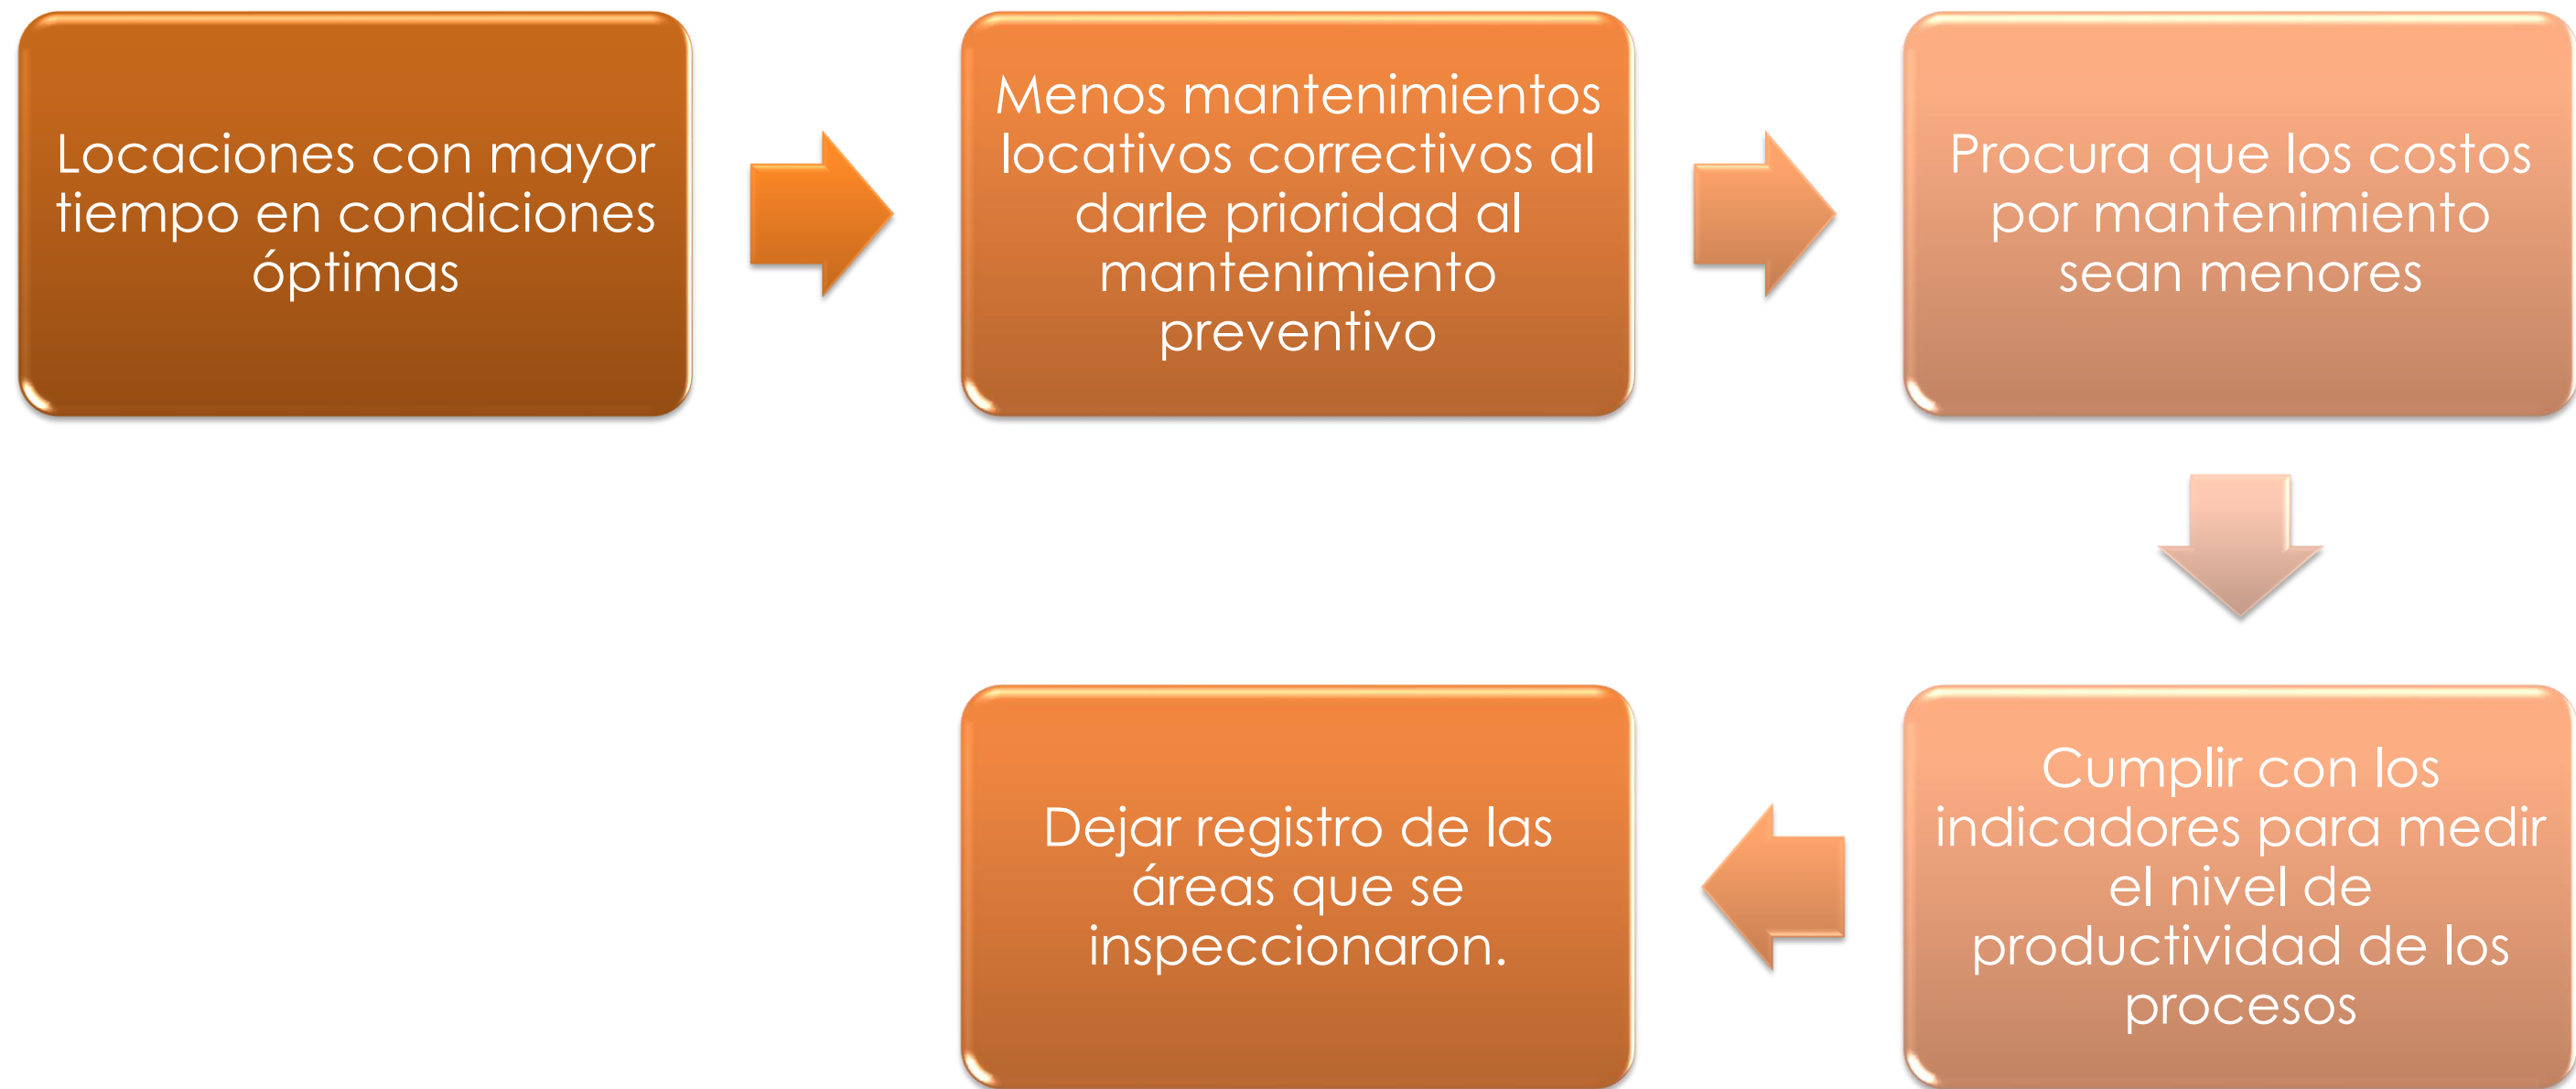 Locaciones con mayor
tiempo en condiciones
óptimas
Menos mantenimientos
locativos correctivos al
darle prioridad al
mantenimiento
preventivo
Procura que los costos
por mantenimiento
sean menores
Cumplir con los
indicadores para medir
el nivel de
productividad de los
procesos
Dejar registro de las
áreas que se
inspeccionaron.